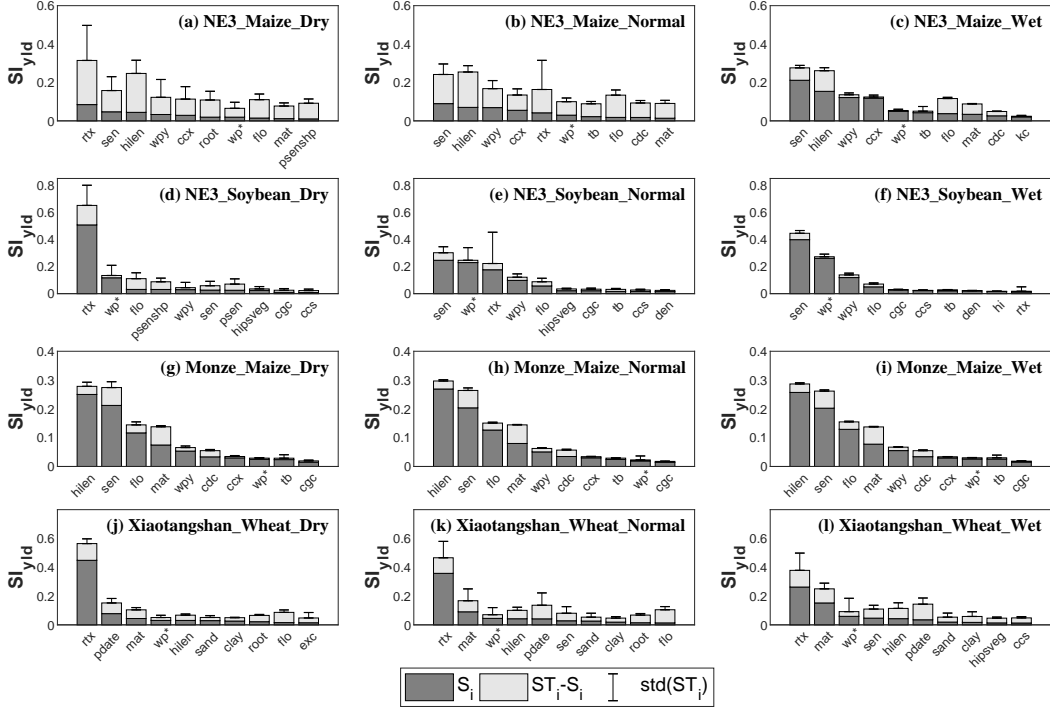 (a) NE3_Maize_Dry
(b) NE3_Maize_Normal
(c) NE3_Maize_Wet
SI_yld
0.6
0.4
0.2
0
rtx sen hilen wpy ccx root wp* flo mat psenshp
0.6
0.4
0.2
0
sen hilen wpy ccx rtx wp* tb flo cdc mat
0.6
0.4
0.2
0
sen hilen wpy ccx wp* tb flo mat cdc kc
(d) NE3_Soybean_Dry
(e) NE3_Soybean_Normal
(f) NE3_Soybean_Wet
SI_yld
0.8
0.6
0.4
0.2
0
rtx wp* flo psenshp wpy sen psen hipsveg cgc ccs
0.8
0.6
0.4
0.2
0
sen wp* rtx wpy flo hipsveg cgc tb ccs den
0.8
0.6
0.4
0.2
0
sen wp* wpy flo cgc ccs tb den hi rtx
(g) Monze_Maize_Dry
(h) Monze_Maize_Normal
(i) Monze_Maize_Wet
SI_yld
0.4
0.3
0.2
0.1
0
hilen sen flo mat wpy cdc ccx wp* tb cgc
0.4
0.3
0.2
0.1
0
hilen sen flo mat wpy cdc ccx tb wp* cgc
0.4
0.3
0.2
0.1
0
hilen sen flo mat wpy cdc ccx wp* tb cgc
(j) Xiaotangshan_Wheat_Dry
(k) Xiaotangshan_Wheat_Normal
(l) Xiaotangshan_Wheat_Wet
SI_yld
0.6
0.4
0.2
0
rtx pdate mat wp* hilen sand clay root flo exc
0.6
0.4
0.2
0
rtx mat wp* hilen pdate sen sand clay root flo
0.6
0.4
0.2
0
rtx mat wp* sen hilen pdate sand clay hipsveg ccs
S_i ST_i-S_i std(ST_i)